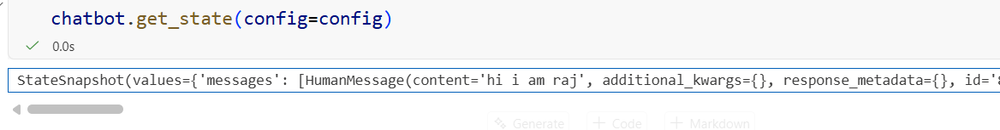 chatbot.get_state(config=config)
0.0s
StateSnapshot(values={'messages': [HumanMessage(content='hi i am raj', additional_kwargs={}, response_metadata={}, id='
Generate + Code + Markdown